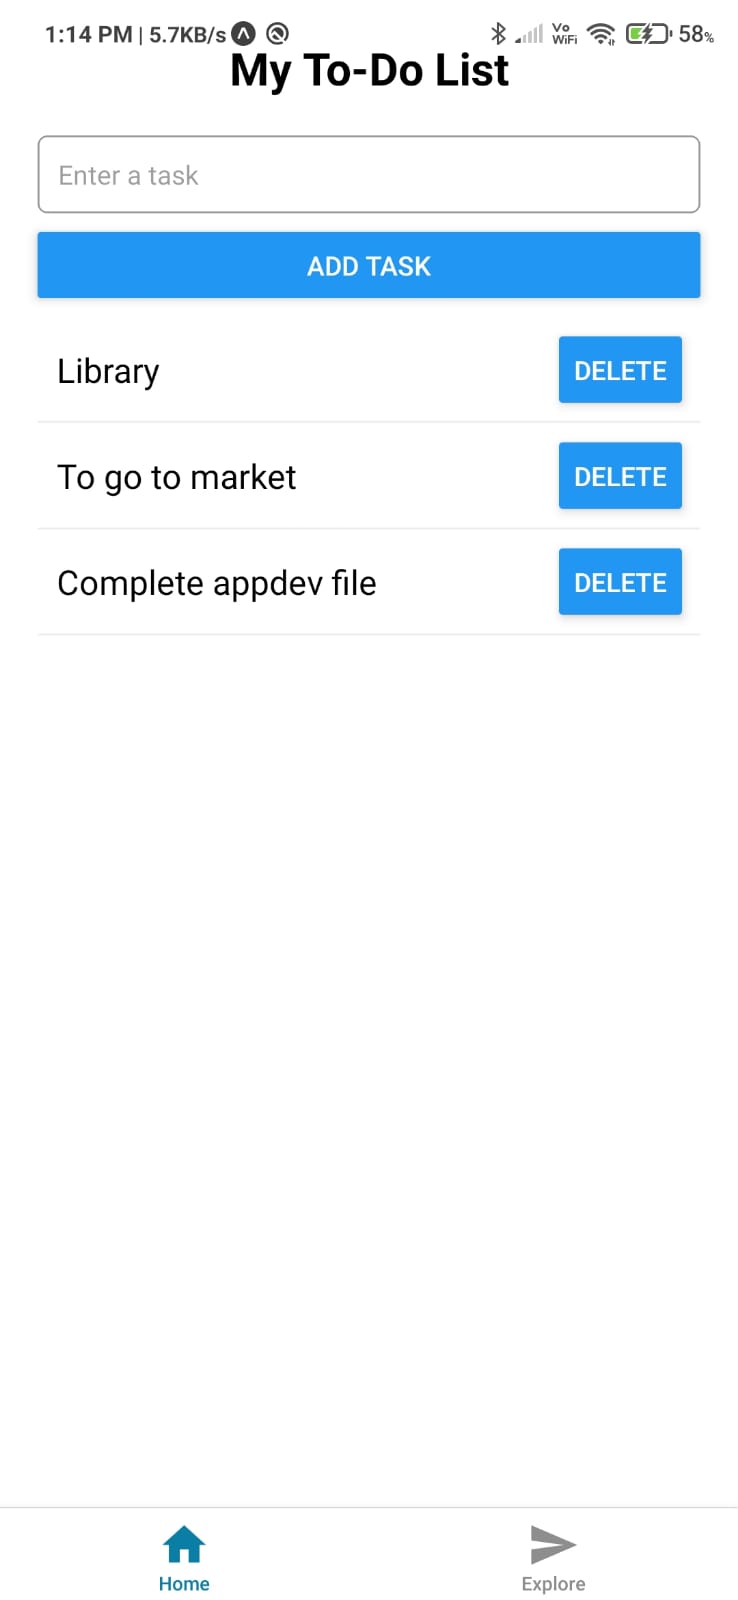 1:14 PM | 5.7KB/s Vo WiFi 58%
My To-Do List
Enter a task
ADD TASK
Library DELETE
To go to market DELETE
Complete appdev file DELETE
Home Explore